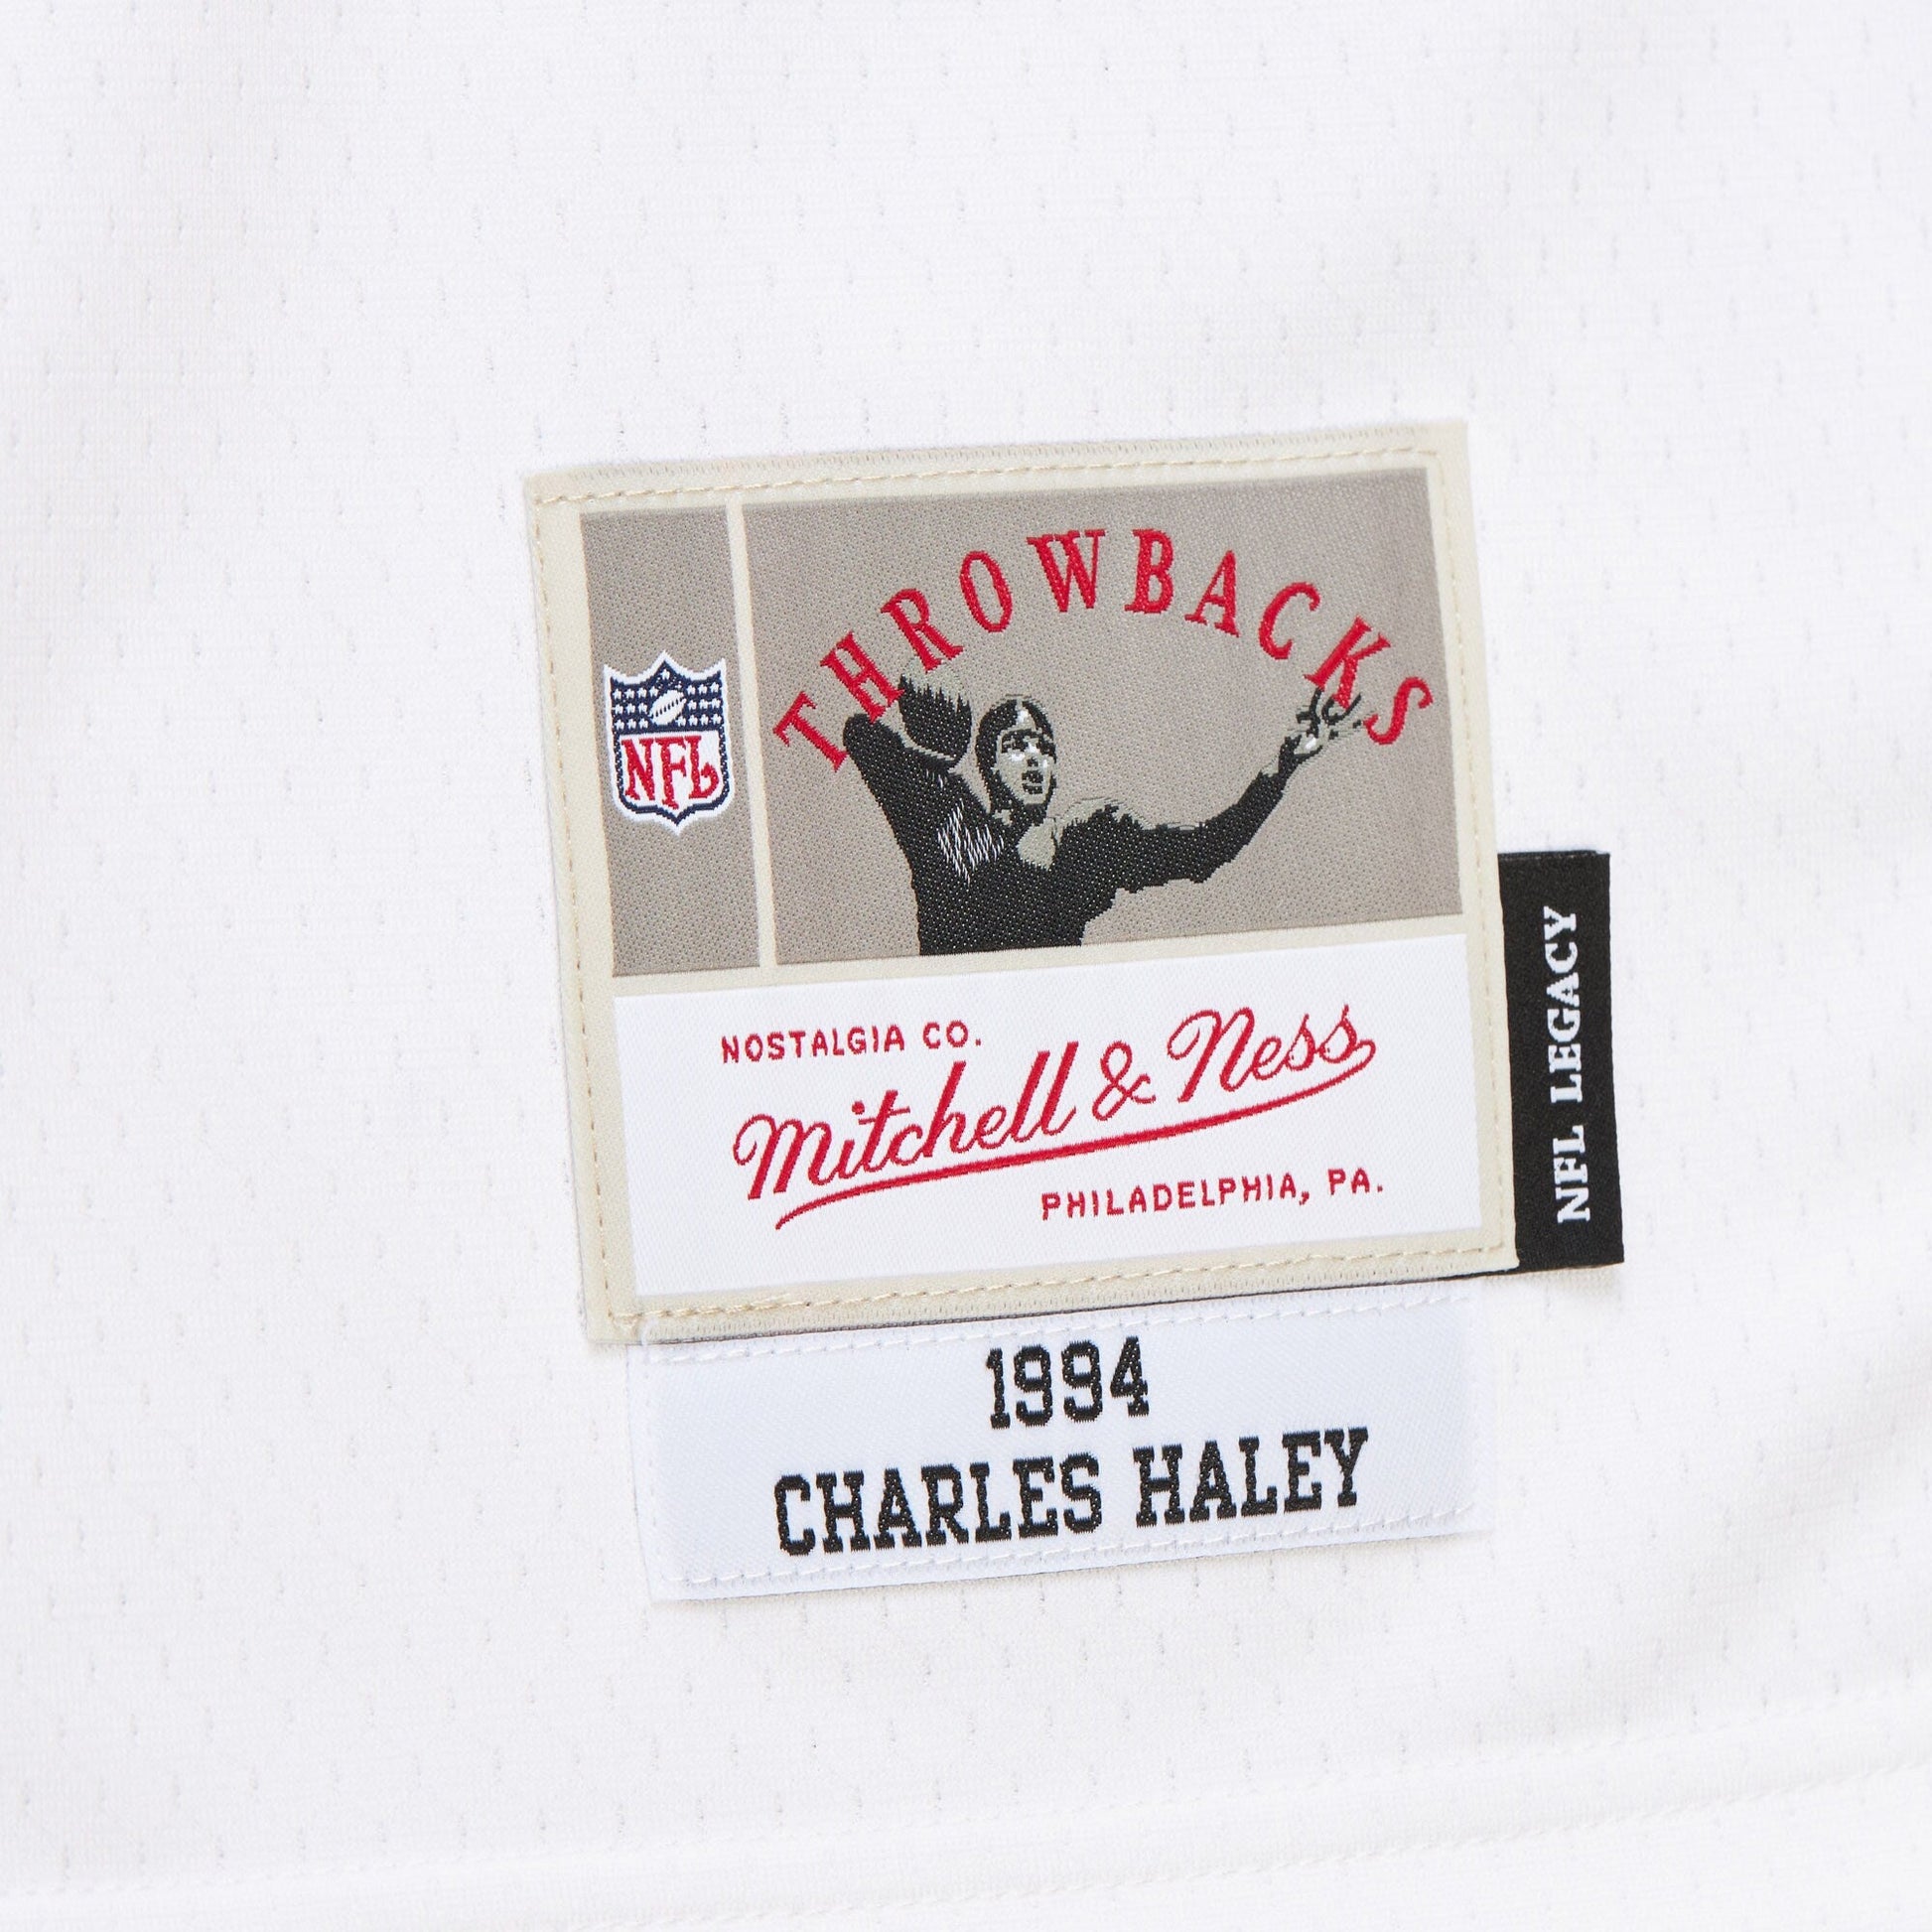 THROWBACKS
NFL
NOSTALGIA CO.
Mitchell & Ness
PHILADELPHIA, PA.
NFL LEGACY
1994
CHARLES HALEY